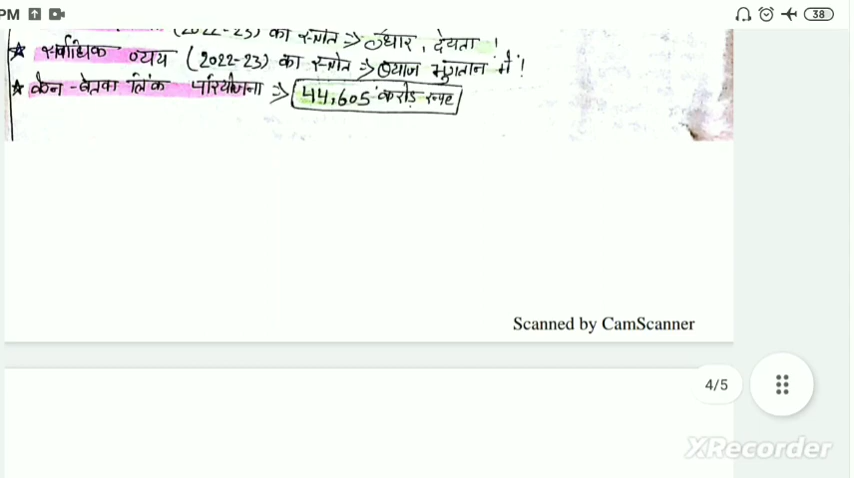 PM 38
(2022-23) का स्त्रोत ⇒ उधार, देयता ।
★ सर्वाधिक व्यय (2022-23) का स्त्रोत ⇒ ब्याज भुगतान में !
★ केन-बेतवा लिंक परियोजना ⇒ 44,605 करोड़ रूपए
Scanned by CamScanner
4/5
XRecorder